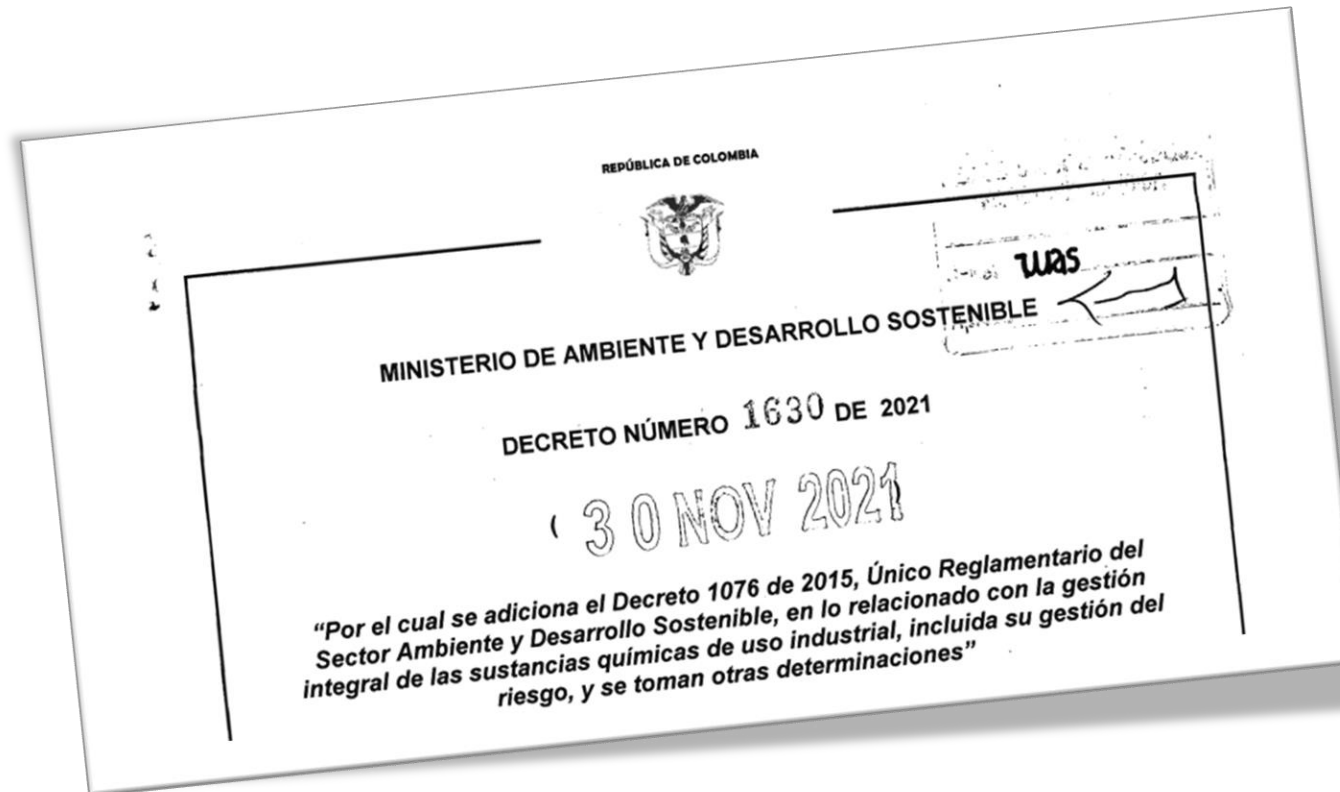 REPÚBLICA DE COLOMBIA
MINISTERIO DE AMBIENTE Y DESARROLLO SOSTENIBLE
DECRETO NÚMERO 1630 DE 2021
( 30 NOV 2021
“Por el cual se adiciona el Decreto 1076 de 2015, Único Reglamentario del
Sector Ambiente y Desarrollo Sostenible, en lo relacionado con la gestión
integral de las sustancias químicas de uso industrial, incluida su gestión del
riesgo, y se toman otras determinaciones”